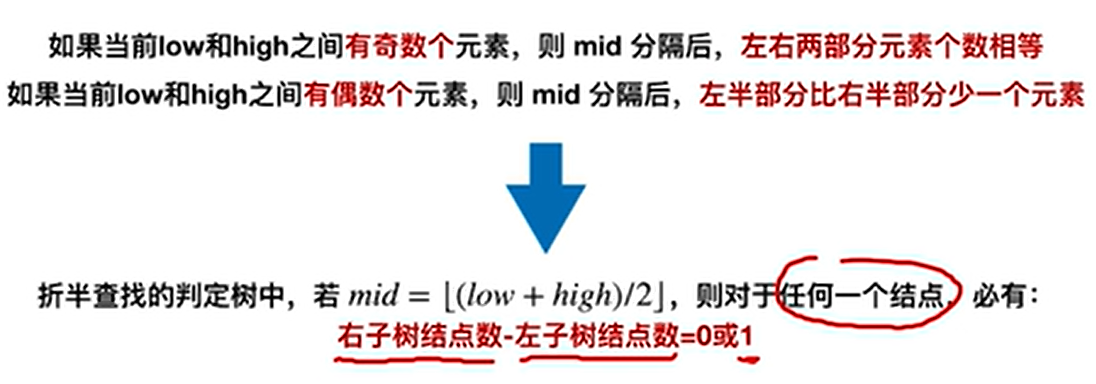 如果当前low和high之间有奇数个元素，则 mid 分隔后，左右两部分元素个数相等
如果当前low和high之间有偶数个元素，则 mid 分隔后，左半部分比右半部分少一个元素
折半查找的判定树中，若 mid = ⌊(low + high)/2⌋，则对于任何一个结点，必有：
右子树结点数-左子树结点数=0或1